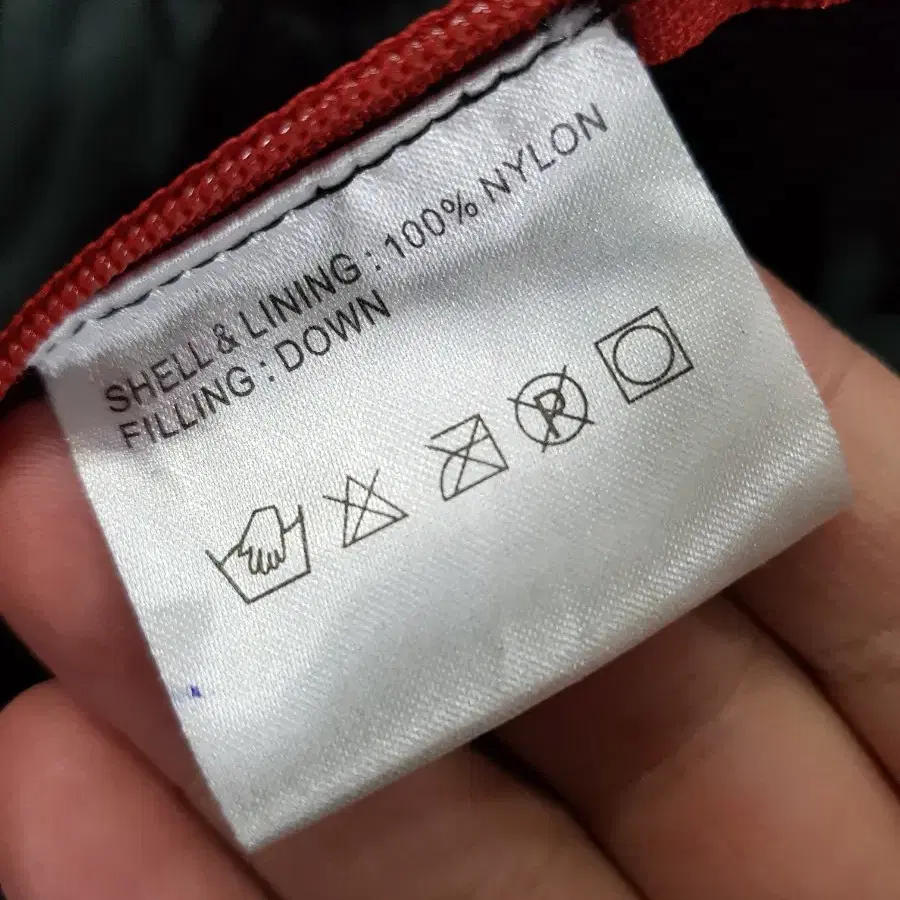 SHELL & LINING : 100% NYLON
FILLING : DOWN
P